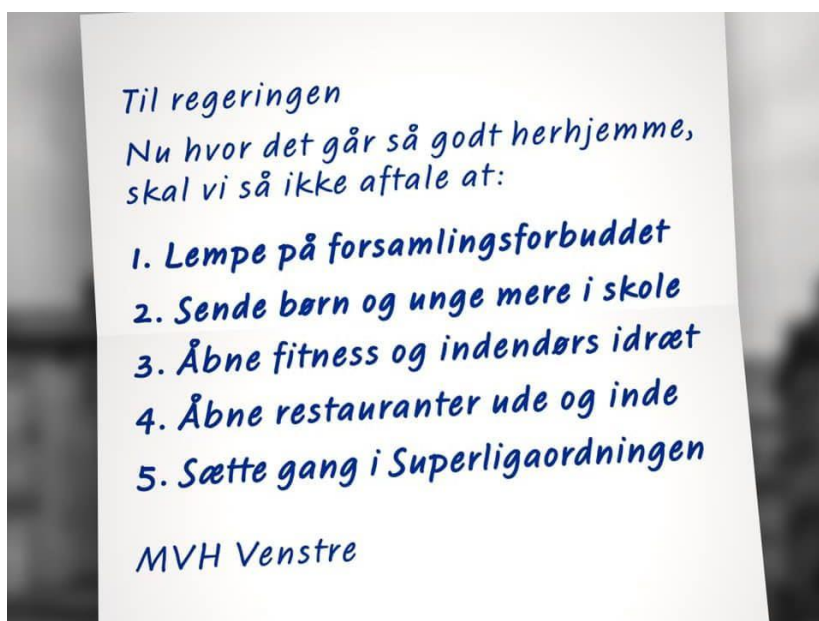 Til regeringen
Nu hvor det går så godt herhjemme,
skal vi så ikke aftale at:
1. Lempe på forsamlingsforbuddet
2. Sende børn og unge mere i skole
3. Åbne fitness og indendørs idræt
4. Åbne restauranter ude og inde
5. Sætte gang i Superligaordningen
MVH Venstre